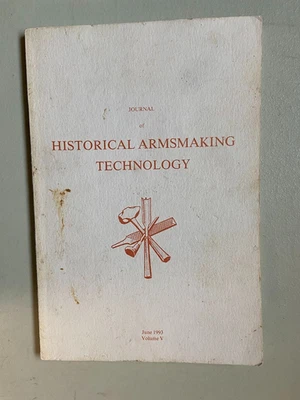 JOURNAL
of
HISTORICAL ARMSMAKING
TECHNOLOGY
June 1993
Volume V